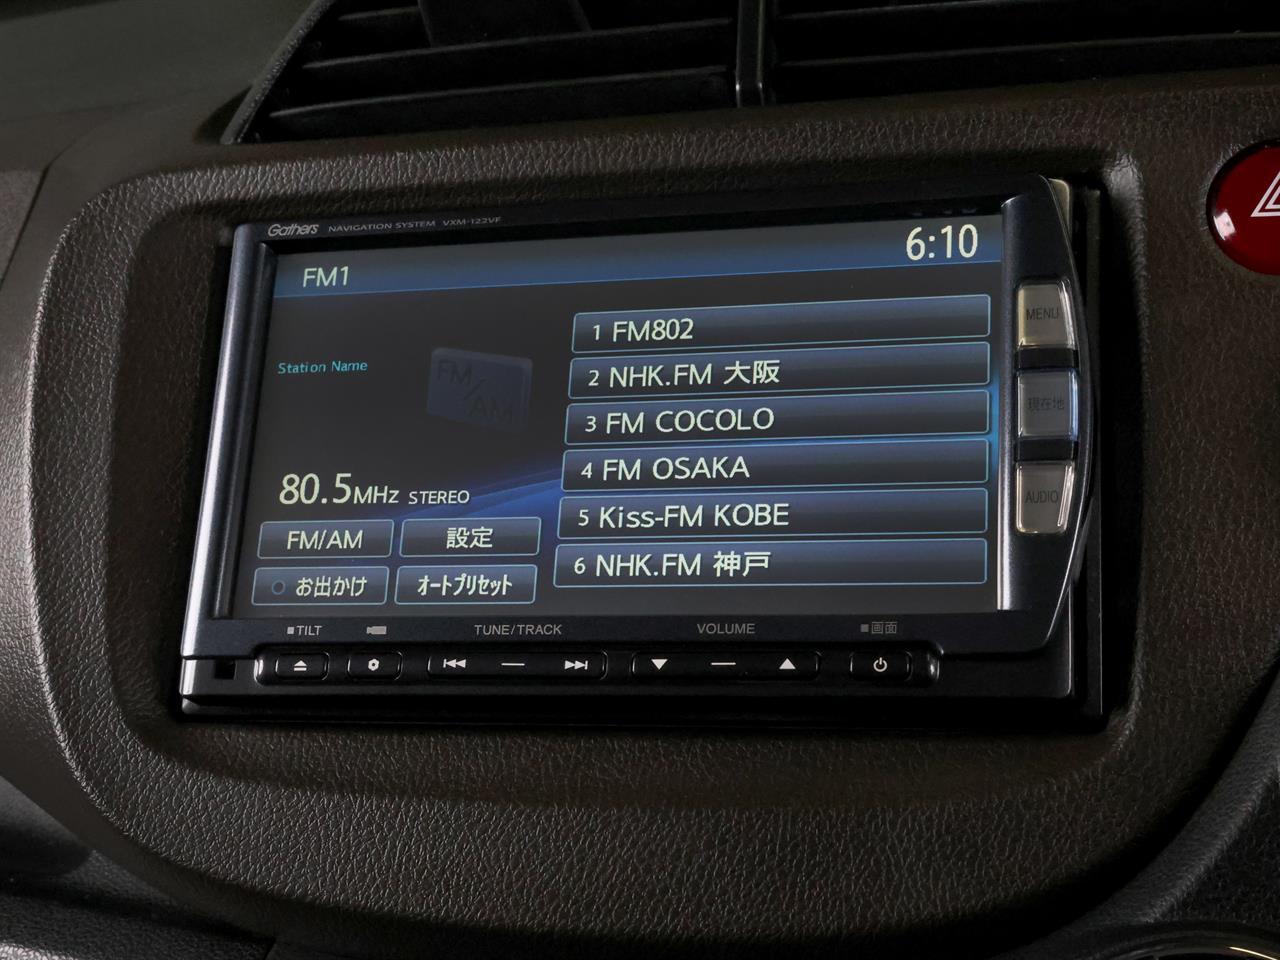 Gathers NAVIGATION SYSTEM VXM-122VF
FM1
6:10
Station Name
FM/AM
80.5MHz STEREO
FM/AM
設定
お出かけ
オートプリセット
1 FM802
2 NHK.FM 大阪
3 FM COCOLO
4 FM OSAKA
5 Kiss-FM KOBE
6 NHK.FM 神戸
MENU
現在地
AUDIO
TILT
TUNE/TRACK
VOLUME
画面